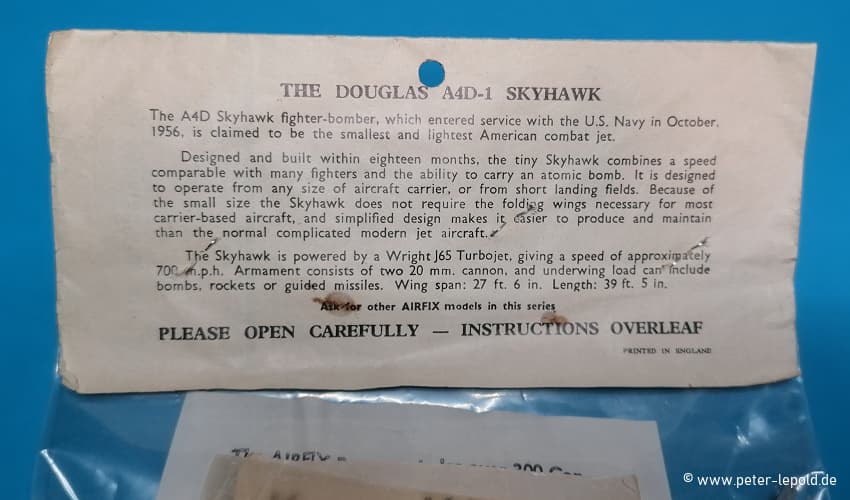 THE DOUGLAS A4D-1 SKYHAWK
The A4D Skyhawk fighter-bomber, which entered service with the U.S. Navy in October,
1956, is claimed to be the smallest and lightest American combat jet.
Designed and built within eighteen months, the tiny Skyhawk combines a speed
comparable with many fighters and the ability to carry an atomic bomb. It is designed
to operate from any size of aircraft carrier, or from short landing fields. Because of
the small size the Skyhawk does not require the folding wings necessary for most
carrier-based aircraft, and simplified design makes it easier to produce and maintain
than the normal complicated modern jet aircraft.
The Skyhawk is powered by a Wright J65 Turbojet, giving a speed of approximately
700 m.p.h. Armament consists of two 20 mm. cannon, and underwing load can include
bombs, rockets or guided missiles. Wing span: 27 ft. 6 in. Length: 39 ft. 5 in.
Ask for other AIRFIX models in this series
PLEASE OPEN CAREFULLY — INSTRUCTIONS OVERLEAF
PRINTED IN ENGLAND
The AIRFIX
© www.peter-lepold.de